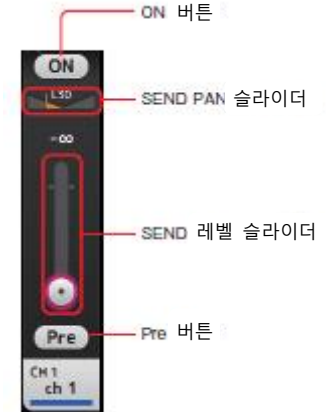 ON 버튼
ON
L30
SEND PAN 슬라이더
-∞
SEND 레벨 슬라이더
Pre
Pre 버튼
CH 1
ch 1